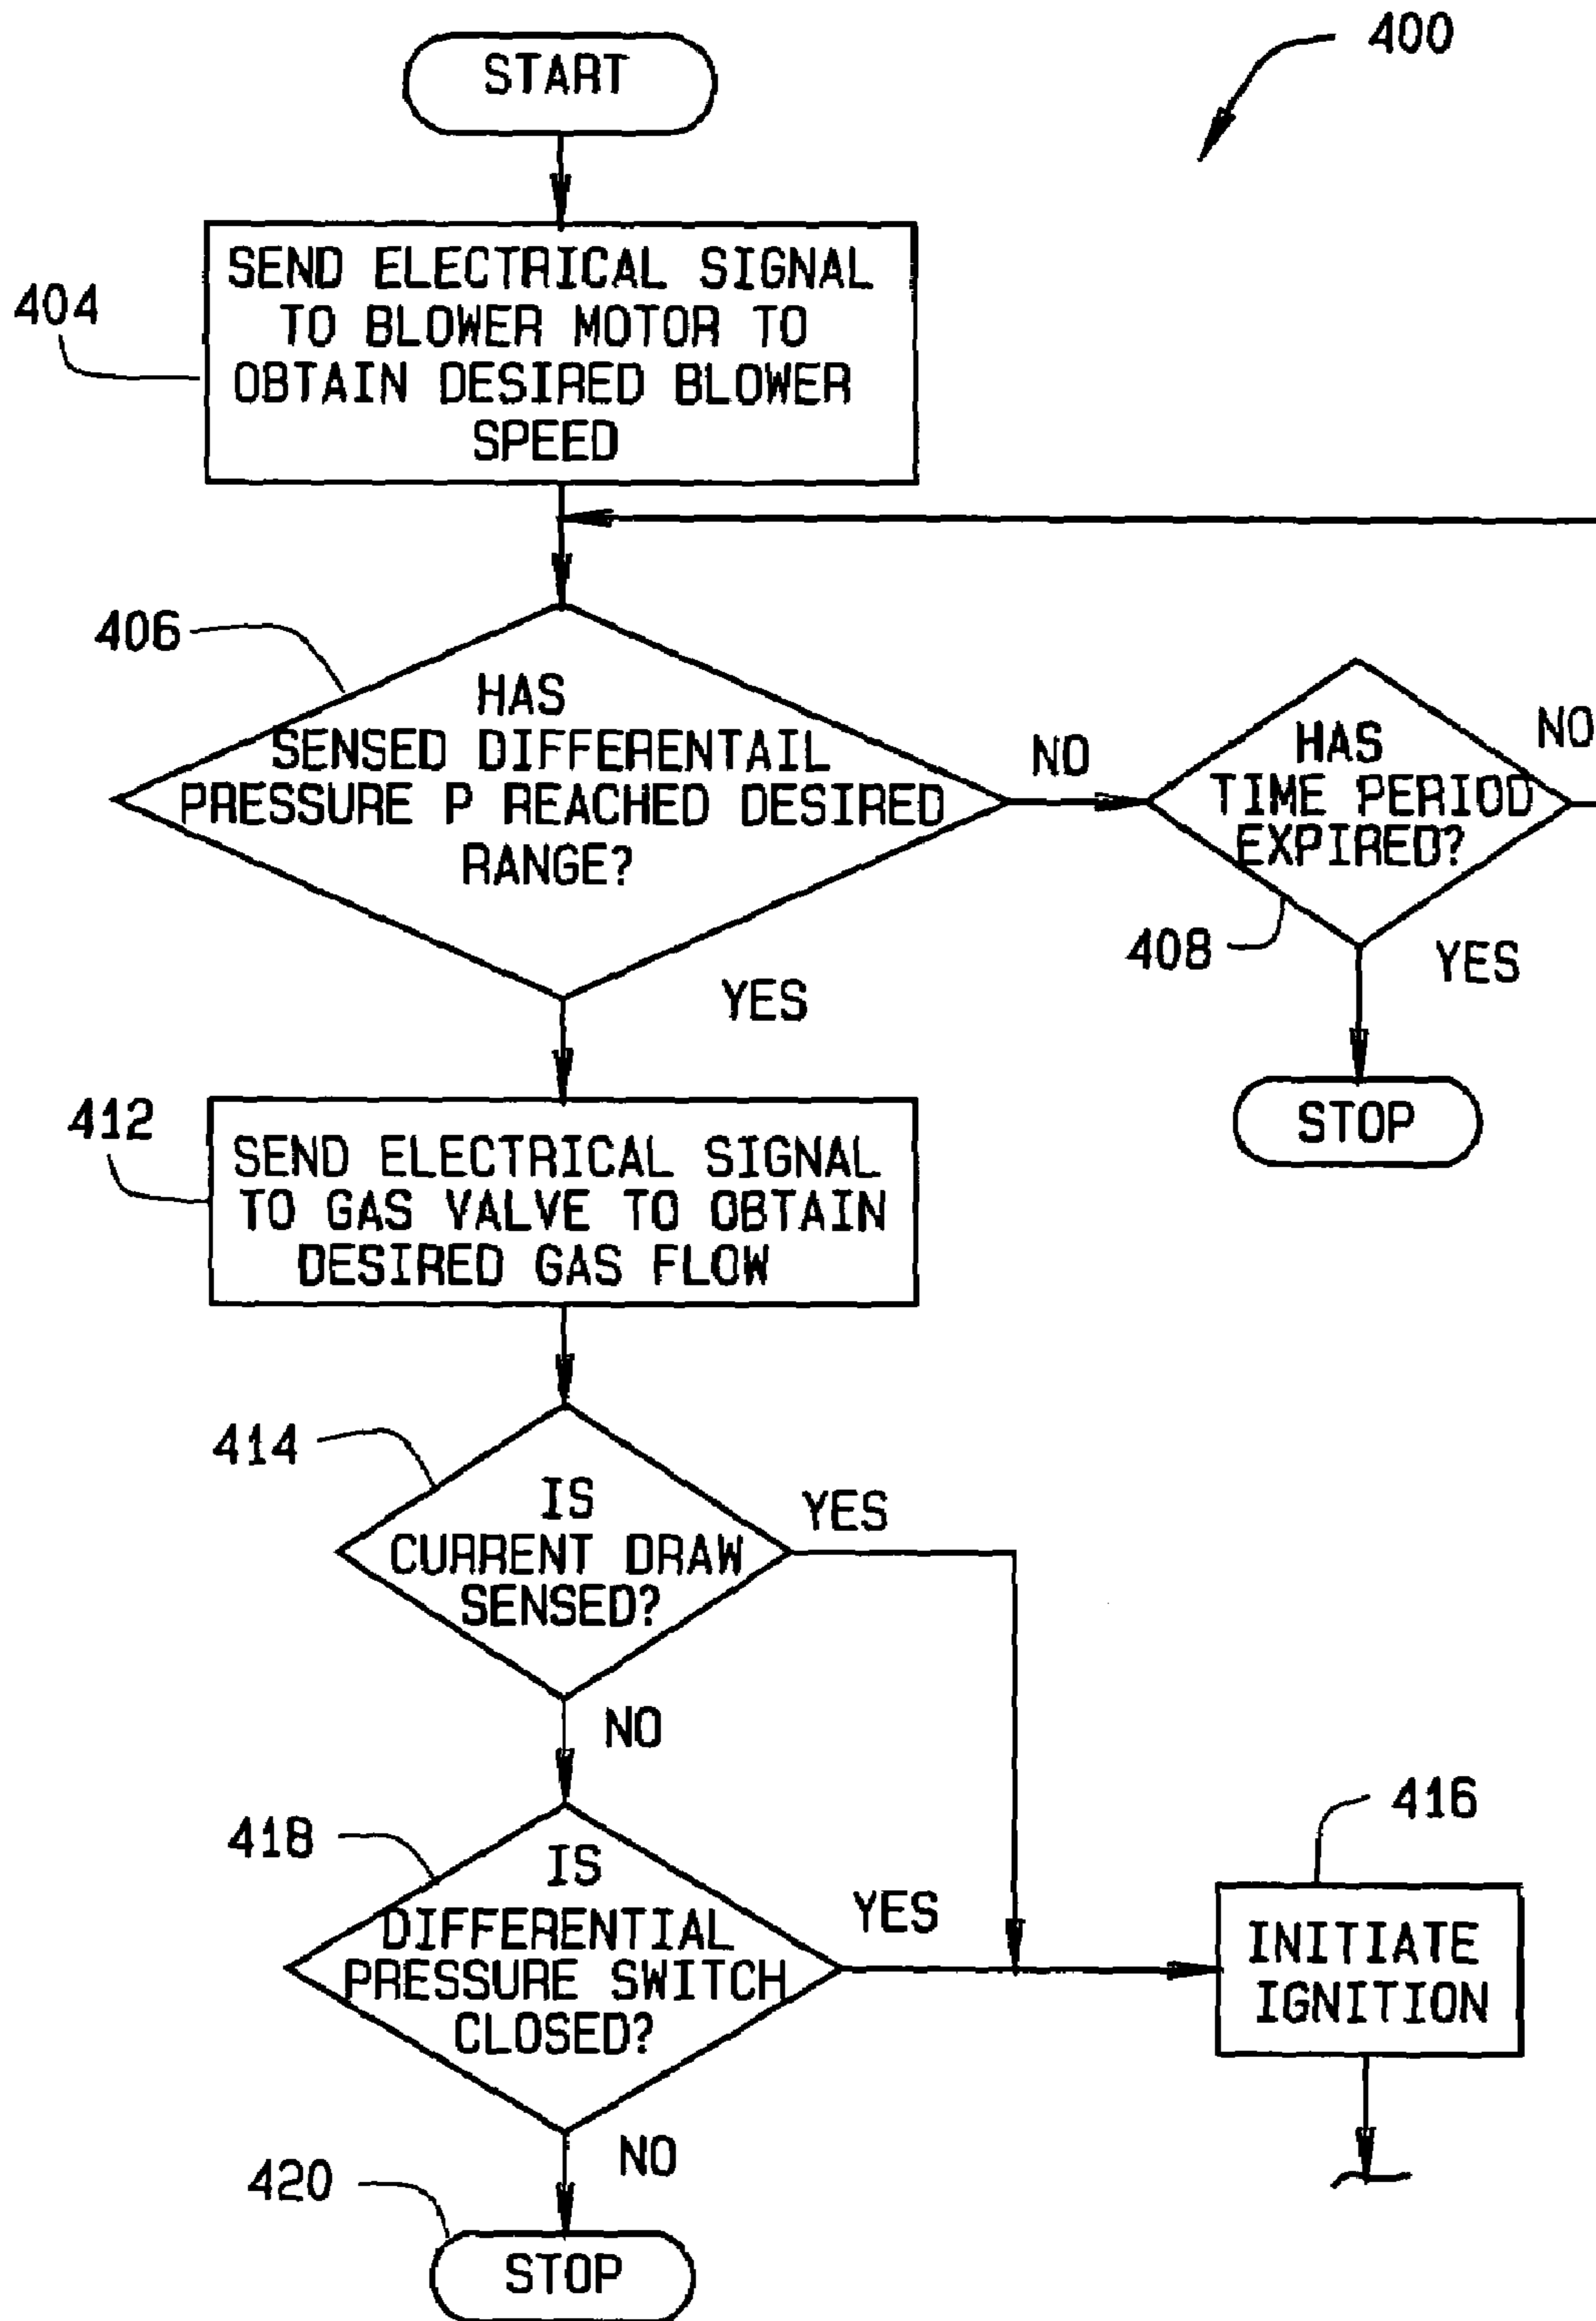 START
400
404
SEND ELECTRICAL SIGNAL
TO BLOWER MOTOR TO
OBTAIN DESIRED BLOWER
SPEED
406
HAS
SENSED DIFFERENTAIL
PRESSURE P REACHED DESIRED
RANGE?
NO
HAS
TIME PERIOD
EXPIRED?
NO
408
YES
YES
STOP
412
SEND ELECTRICAL SIGNAL
TO GAS VALVE TO OBTAIN
DESIRED GAS FLOW
414
IS
CURRENT DRAW
SENSED?
YES
NO
418
IS
DIFFERENTIAL
PRESSURE SWITCH
CLOSED?
YES
416
INITIATE
IGNITION
NO
420
STOP